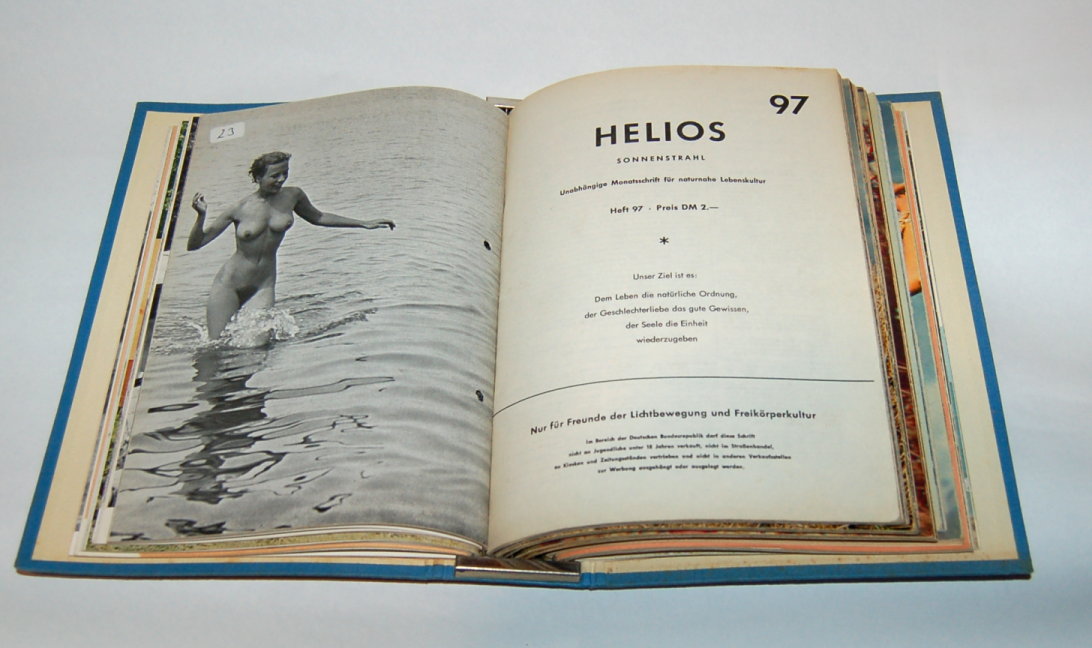 23
97
HELIOS
SONNENSTRAHL
Unabhängige Monatsschrift für naturnahe Lebenskultur
Heft 97 · Preis DM 2.—
*
Unser Ziel ist es:
Dem Leben die natürliche Ordnung,
der Geschlechterliebe das gute Gewissen,
der Seele die Einheit
wiederzugeben
Nur für Freunde der Lichtbewegung und Freikörperkultur
Im Bereich der Deutschen Bundesrepublik darf diese Schrift
nicht an Jugendliche unter 18 Jahren verkauft, nicht im Straßenhandel,
an Kiosken und Zeitungsständen vertrieben und nicht in anderen Verkaufsstellen
zur Werbung ausgehängt oder ausgelegt werden.